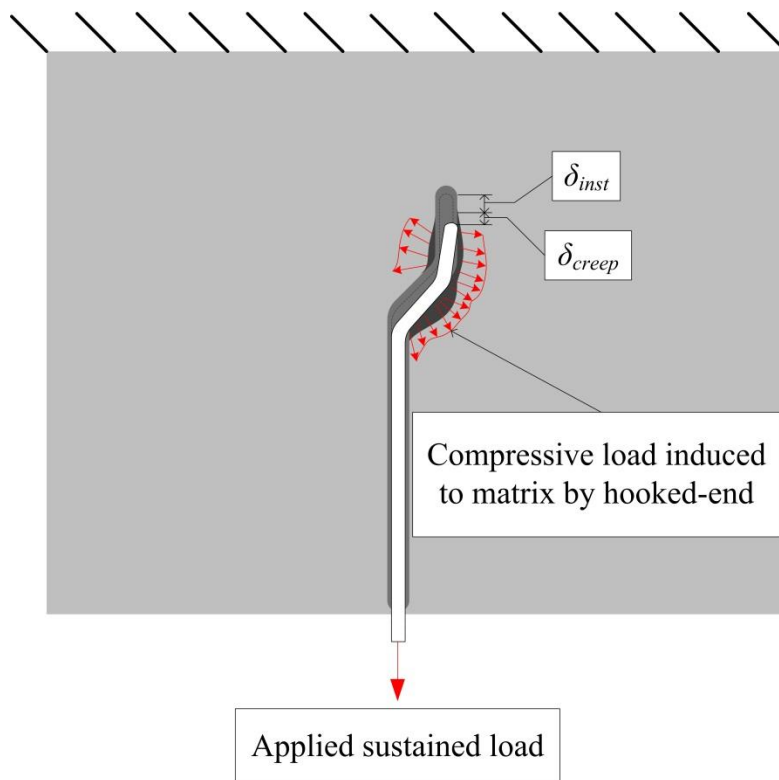 δinst
δcreep
Compressive load induced
to matrix by hooked-end
Applied sustained load